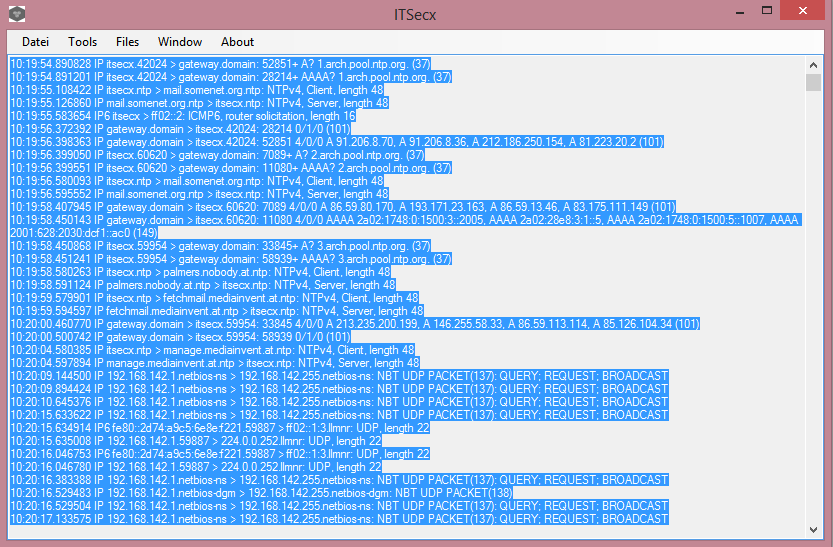 ITSecx
Datei Tools Files Window About
10:19:54.890828 IP itsecx.42024 > gateway.domain: 52851+ A? 1.arch.pool.ntp.org. (37)
10:19:54.891201 IP itsecx.42024 > gateway.domain: 28214+ AAAA? 1.arch.pool.ntp.org. (37)
10:19:55.108422 IP itsecx.ntp > mail.somenet.org.ntp: NTPv4, Client, length 48
10:19:55.126860 IP mail.somenet.org.ntp > itsecx.ntp: NTPv4, Server, length 48
10:19:55.583654 IP6 itsecx > ff02::2: ICMP6, router solicitation, length 16
10:19:56.372392 IP gateway.domain > itsecx.42024: 28214 0/1/0 (101)
10:19:56.398363 IP gateway.domain > itsecx.42024: 52851 4/0/0 A 91.206.8.70, A 91.206.8.36, A 212.186.250.154, A 81.223.20.2 (101)
10:19:56.399050 IP itsecx.60620 > gateway.domain: 7089+ A? 2.arch.pool.ntp.org. (37)
10:19:56.399551 IP itsecx.60620 > gateway.domain: 11080+ AAAA? 2.arch.pool.ntp.org. (37)
10:19:56.580093 IP itsecx.ntp > mail.somenet.org.ntp: NTPv4, Client, length 48
10:19:56.595552 IP mail.somenet.org.ntp > itsecx.ntp: NTPv4, Server, length 48
10:19:58.407945 IP gateway.domain > itsecx.60620: 7089 4/0/0 A 86.59.80.170, A 193.171.23.163, A 86.59.13.46, A 83.175.111.149 (101)
10:19:58.450143 IP gateway.domain > itsecx.60620: 11080 4/0/0 AAAA 2a02:1748:0:1500:3::2005, AAAA 2a02:28e8:3:1::5, AAAA 2a02:1748:0:1500:5::1007, AAAA
2001:628:2030:dcf1::ac0 (149)
10:19:58.450868 IP itsecx.59954 > gateway.domain: 33845+ A? 3.arch.pool.ntp.org. (37)
10:19:58.451241 IP itsecx.59954 > gateway.domain: 58939+ AAAA? 3.arch.pool.ntp.org. (37)
10:19:58.580263 IP itsecx.ntp > palmers.nobody.at.ntp: NTPv4, Client, length 48
10:19:58.591124 IP palmers.nobody.at.ntp > itsecx.ntp: NTPv4, Server, length 48
10:19:59.579901 IP itsecx.ntp > fetchmail.mediainvent.at.ntp: NTPv4, Client, length 48
10:19:59.594597 IP fetchmail.mediainvent.at.ntp > itsecx.ntp: NTPv4, Server, length 48
10:20:00.460770 IP gateway.domain > itsecx.59954: 33845 4/0/0 A 213.235.200.199, A 146.255.58.33, A 86.59.113.114, A 85.126.104.34 (101)
10:20:00.500742 IP gateway.domain > itsecx.59954: 58939 0/1/0 (101)
10:20:04.580385 IP itsecx.ntp > manage.mediainvent.at.ntp: NTPv4, Client, length 48
10:20:04.597894 IP manage.mediainvent.at.ntp > itsecx.ntp: NTPv4, Server, length 48
10:20:09.144500 IP 192.168.142.1.netbios-ns > 192.168.142.255.netbios-ns: NBT UDP PACKET(137): QUERY; REQUEST; BROADCAST
10:20:09.894424 IP 192.168.142.1.netbios-ns > 192.168.142.255.netbios-ns: NBT UDP PACKET(137): QUERY; REQUEST; BROADCAST
10:20:10.645376 IP 192.168.142.1.netbios-ns > 192.168.142.255.netbios-ns: NBT UDP PACKET(137): QUERY; REQUEST; BROADCAST
10:20:15.633622 IP 192.168.142.1.netbios-ns > 192.168.142.255.netbios-ns: NBT UDP PACKET(137): QUERY; REQUEST; BROADCAST
10:20:15.634914 IP6 fe80::2d74:a9c5:6e8e:f221.59887 > ff02::1:3.llmnr: UDP, length 22
10:20:15.635008 IP 192.168.142.1.59887 > 224.0.0.252.llmnr: UDP, length 22
10:20:16.046753 IP6 fe80::2d74:a9c5:6e8e:f221.59887 > ff02::1:3.llmnr: UDP, length 22
10:20:16.046780 IP 192.168.142.1.59887 > 224.0.0.252.llmnr: UDP, length 22
10:20:16.383388 IP 192.168.142.1.netbios-ns > 192.168.142.255.netbios-ns: NBT UDP PACKET(137): QUERY; REQUEST; BROADCAST
10:20:16.529483 IP 192.168.142.1.netbios-dgm > 192.168.142.255.netbios-dgm: NBT UDP PACKET(138)
10:20:16.529504 IP 192.168.142.1.netbios-ns > 192.168.142.255.netbios-ns: NBT UDP PACKET(137): QUERY; REQUEST; BROADCAST
10:20:17.133575 IP 192.168.142.1.netbios-ns > 192.168.142.255.netbios-ns: NBT UDP PACKET(137): QUERY; REQUEST; BROADCAST